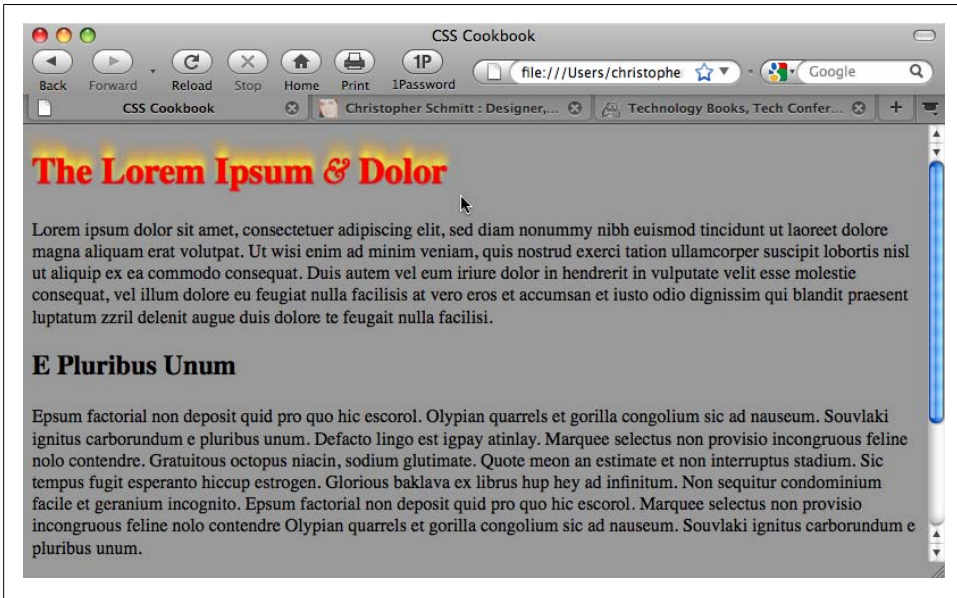 CSS Cookbook
1P
file:///Users/christophe
Google
Back Forward Reload Stop Home Print 1Password
CSS Cookbook Christopher Schmitt : Designer,... Technology Books, Tech Confer... +
The Lorem Ipsum & Dolor
Lorem ipsum dolor sit amet, consectetuer adipiscing elit, sed diam nonummy nibh euismod tincidunt ut laoreet dolore
magna aliquam erat volutpat. Ut wisi enim ad minim veniam, quis nostrud exerci tation ullamcorper suscipit lobortis nisl
ut aliquip ex ea commodo consequat. Duis autem vel eum iriure dolor in hendrerit in vulputate velit esse molestie
consequat, vel illum dolore eu feugiat nulla facilisis at vero eros et accumsan et iusto odio dignissim qui blandit praesent
luptatum zzril delenit augue duis dolore te feugait nulla facilisi.
E Pluribus Unum
Epsum factorial non deposit quid pro quo hic escorol. Olypian quarrels et gorilla congolium sic ad nauseum. Souvlaki
ignitus carborundum e pluribus unum. Defacto lingo est igpay atinlay. Marquee selectus non provisio incongruous feline
nolo contendre. Gratuitous octopus niacin, sodium glutimate. Quote meon an estimate et non interruptus stadium. Sic
tempus fugit esperanto hiccup estrogen. Glorious baklava ex librus hup hey ad infinitum. Non sequitur condominium
facile et geranium incognito. Epsum factorial non deposit quid pro quo hic escorol. Marquee selectus non provisio
incongruous feline nolo contendre Olypian quarrels et gorilla congolium sic ad nauseum. Souvlaki ignitus carborundum e
pluribus unum.